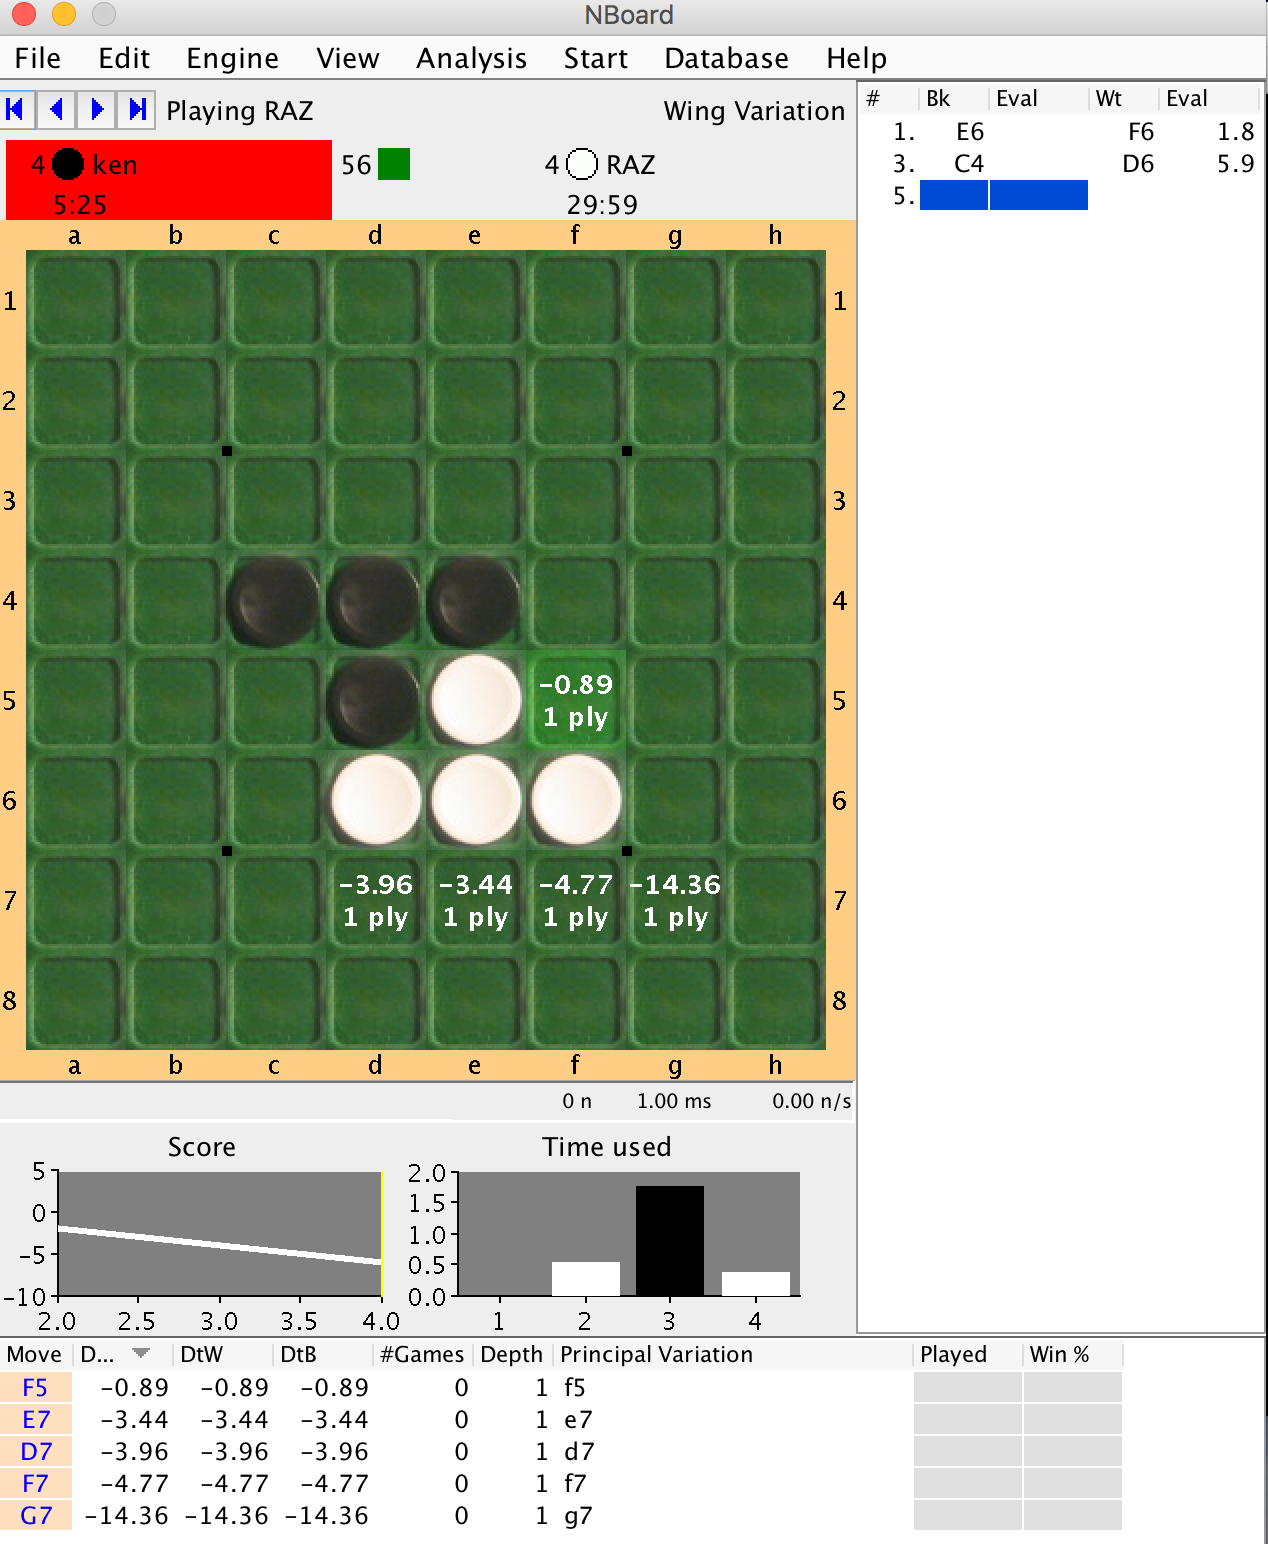 NBoard
File Edit Engine View Analysis Start Database Help
Playing RAZ Wing Variation
4 ken 56 4 RAZ
5:25 29:59
# Bk Eval Wt Eval
1. E6 F6 1.8
3. C4 D6 5.9
5.
a b c d e f g h
1 1
2 2
3 3
4 4
5 5
-0.89
1 ply
6 6
7 7
-3.96 -3.44 -4.77 -14.36
1 ply 1 ply 1 ply 1 ply
8 8
a b c d e f g h
0 n 1.00 ms 0.00 n/s
Score
5
0
-5
-10
2.0 2.5 3.0 3.5 4.0
Time used
2.0
1.5
1.0
0.5
0.0
1 2 3 4
Move D... DtW DtB #Games Depth Principal Variation Played Win %
F5 -0.89 -0.89 -0.89 0 1 f5
E7 -3.44 -3.44 -3.44 0 1 e7
D7 -3.96 -3.96 -3.96 0 1 d7
F7 -4.77 -4.77 -4.77 0 1 f7
G7 -14.36 -14.36 -14.36 0 1 g7